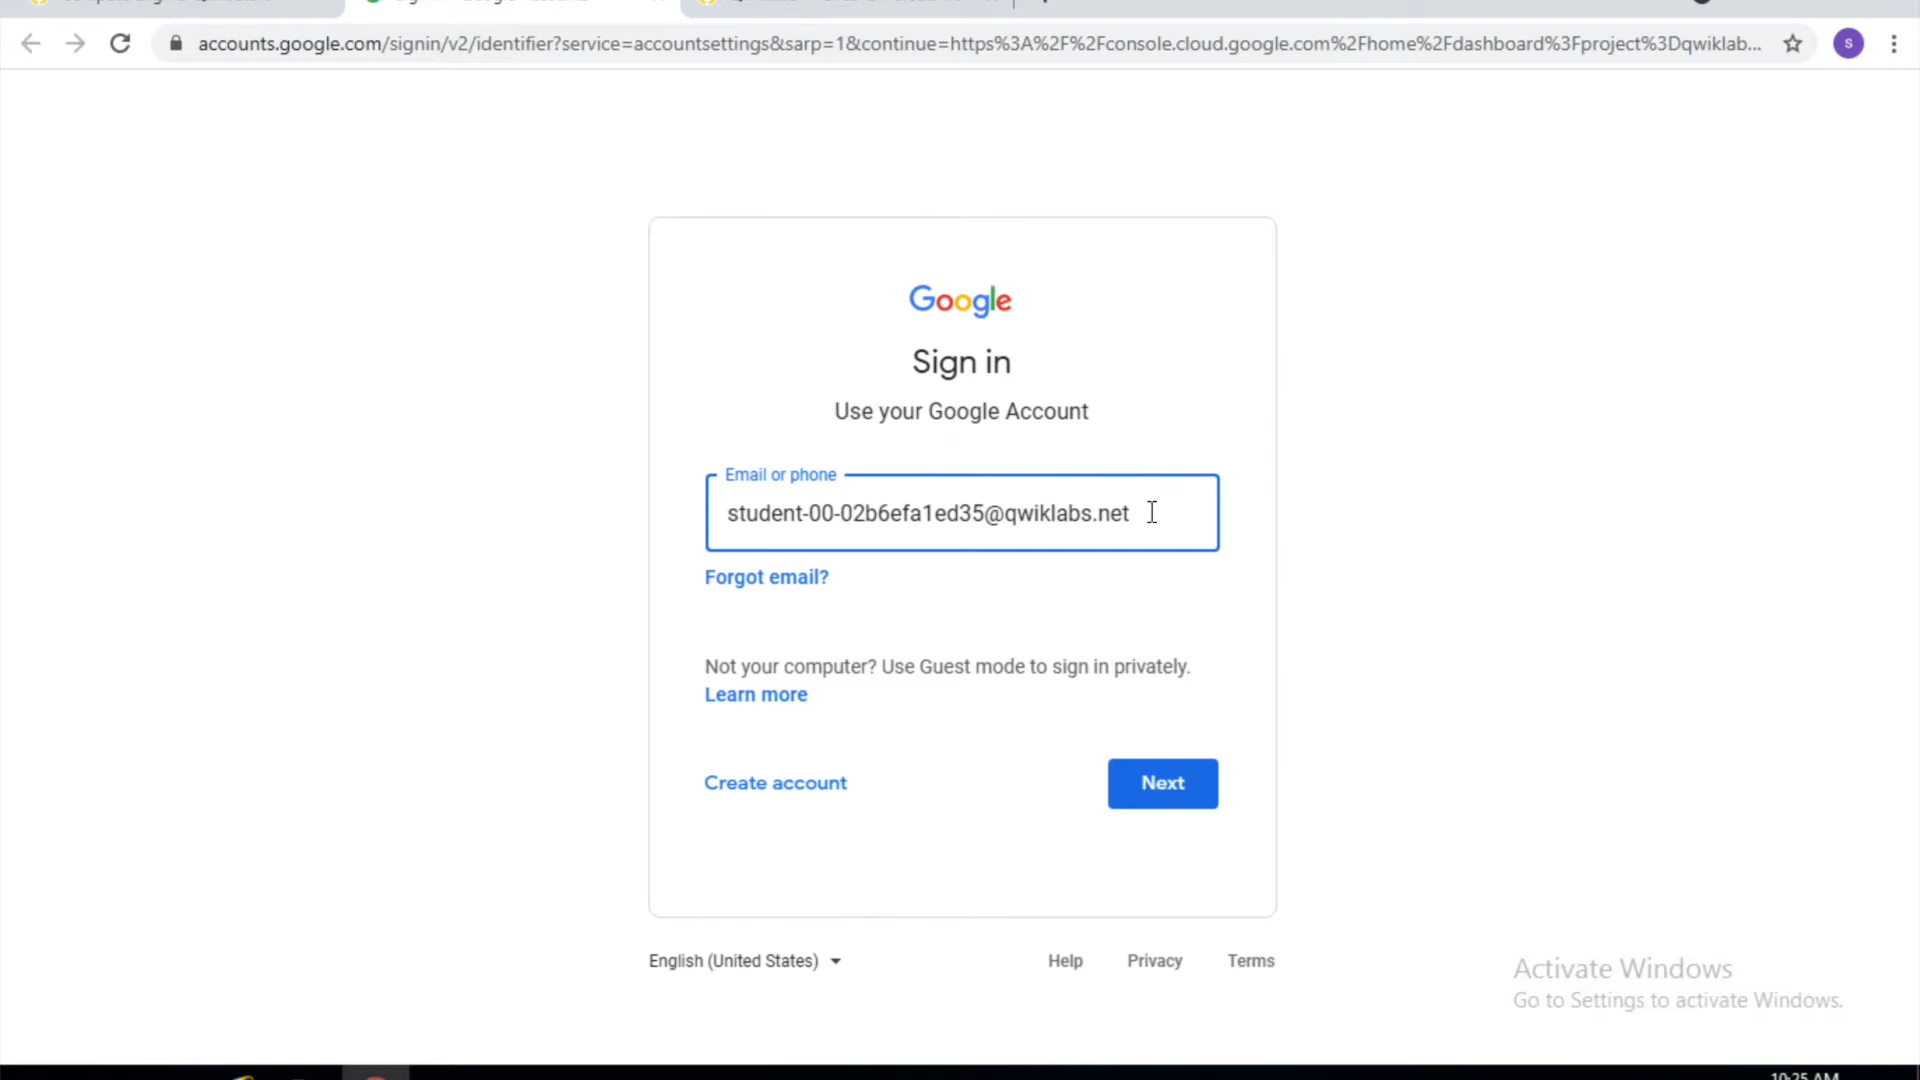 accounts.google.com/signin/v2/identifier?service=accountsettings&sarp=1&continue=https%3A%2F%2Fconsole.cloud.google.com%2Fhome%2Fdashboard%3Fproject%3Dqwiklab...
S
Google
Sign in
Use your Google Account
Email or phone
student-00-02b6efa1ed35@qwiklabs.net
Forgot email?
Not your computer? Use Guest mode to sign in privately.
Learn more
Create account
Next
English (United States)
Help
Privacy
Terms
Activate Windows
Go to Settings to activate Windows.
10:25 AM